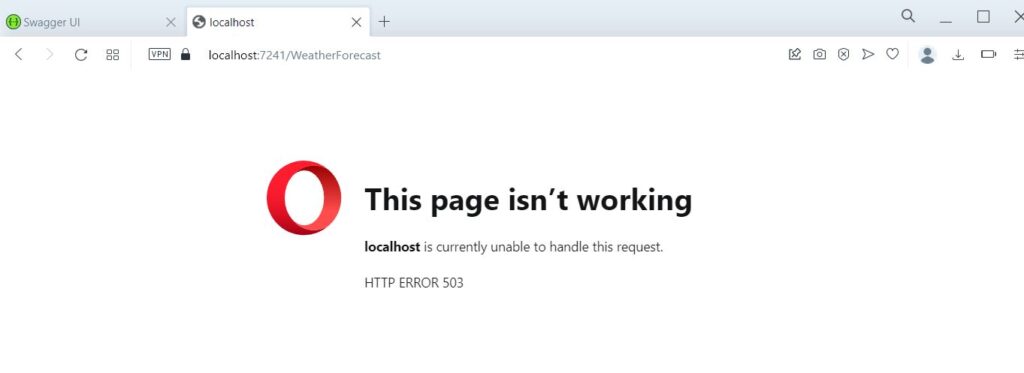 Swagger UI
localhost
VPN
localhost:7241/WeatherForecast
This page isn’t working
localhost is currently unable to handle this request.
HTTP ERROR 503